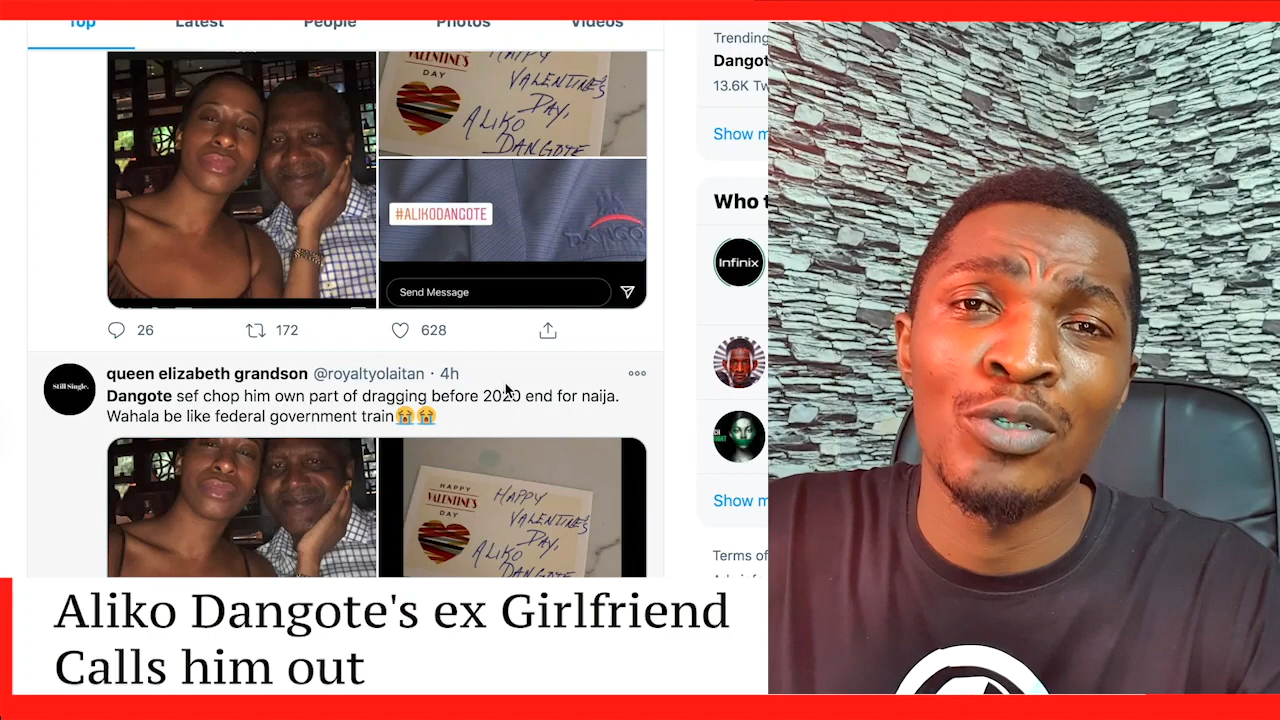 Top Latest People Photos Videos
VALENTINE'S
DAY
HAPPY
VALENTINE'S
DAY,
ALIKO
DANGOTE
#ALIKODANGOTE
Send Message
26 172 628
Still Single.
queen elizabeth grandson @royaltyolaitan · 4h
Dangote sef chop him own part of dragging before 2020 end for naija.
Wahala be like federal government train😭😭
HAPPY
VALENTINE'S
DAY
HAPPY
VALENTINE'S
DAY,
ALIKO
DANGOTE
Trending
Dangot
13.6K Tw
Show m
Who t
Infinix
Show m
Terms of
Aliko Dangote's ex Girlfriend
Calls him out